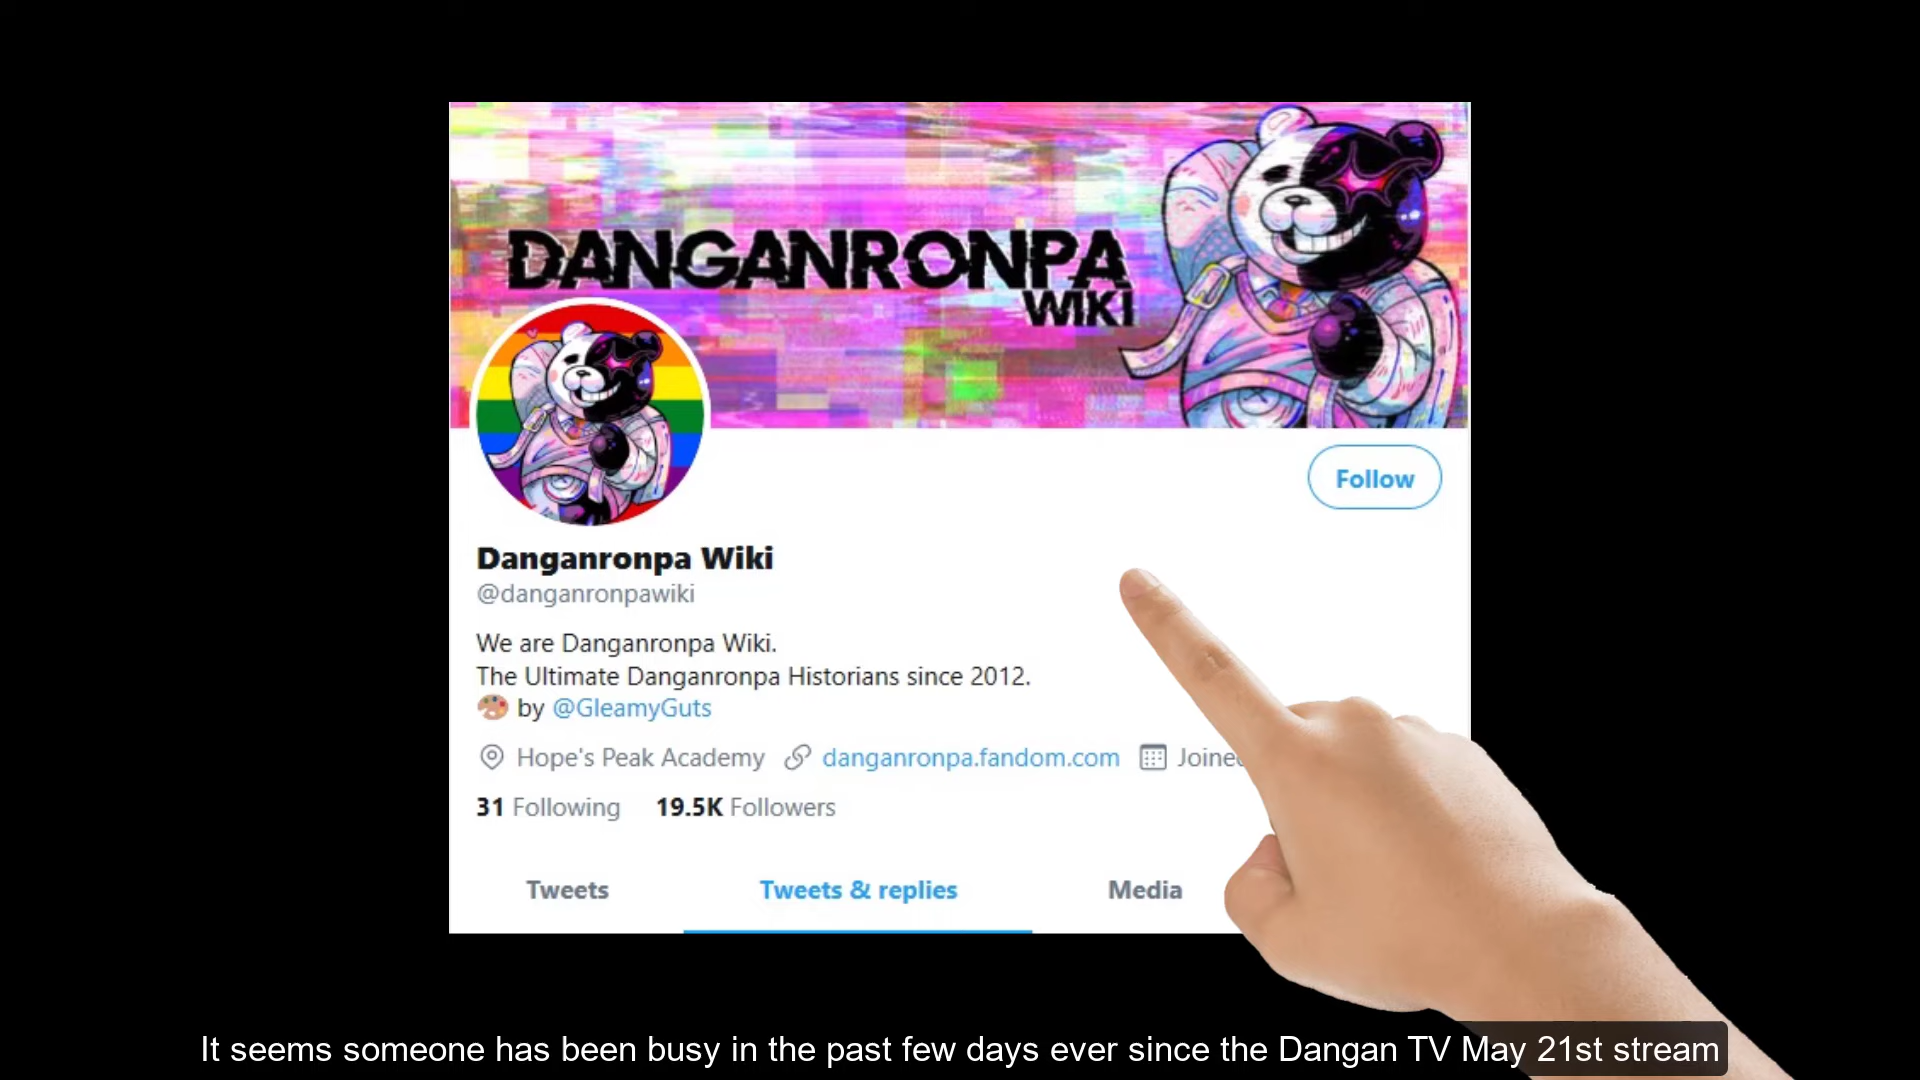 DANGANRONPA
WIKI
Follow
Danganronpa Wiki
@danganronpawiki
We are Danganronpa Wiki.
The Ultimate Danganronpa Historians since 2012.
by @GleamyGuts
Hope's Peak Academy danganronpa.fandom.com Joined
31 Following 19.5K Followers
Tweets Tweets & replies Media
It seems someone has been busy in the past few days ever since the Dangan TV May 21st stream